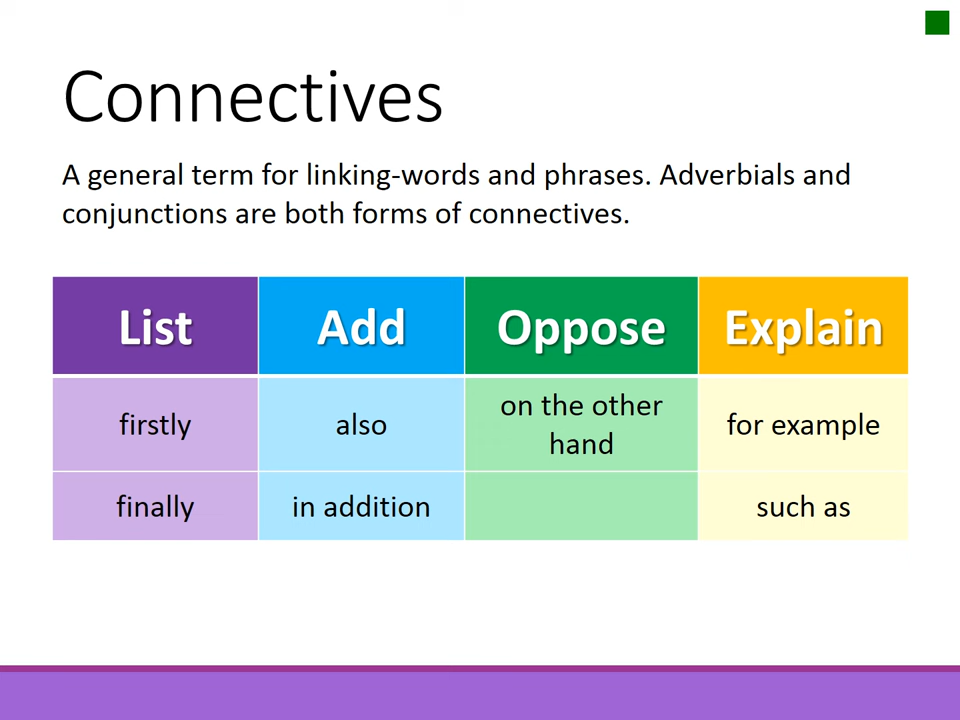 Connectives
A general term for linking-words and phrases. Adverbials and
conjunctions are both forms of connectives.
List Add Oppose Explain
firstly also on the other hand for example
finally in addition such as